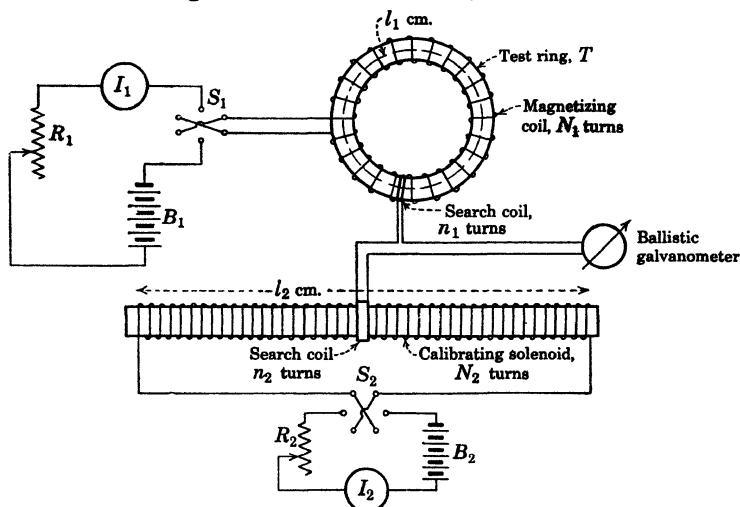 l₁ cm.
Test ring, T
I₁
S₁
Magnetizing
coil, N₁ turns
R₁
B₁
Search coil,
n₁ turns
Ballistic
galvanometer
l₂ cm.
Search coil
n₂ turns
Calibrating solenoid,
N₂ turns
S₂
R₂
B₂
I₂